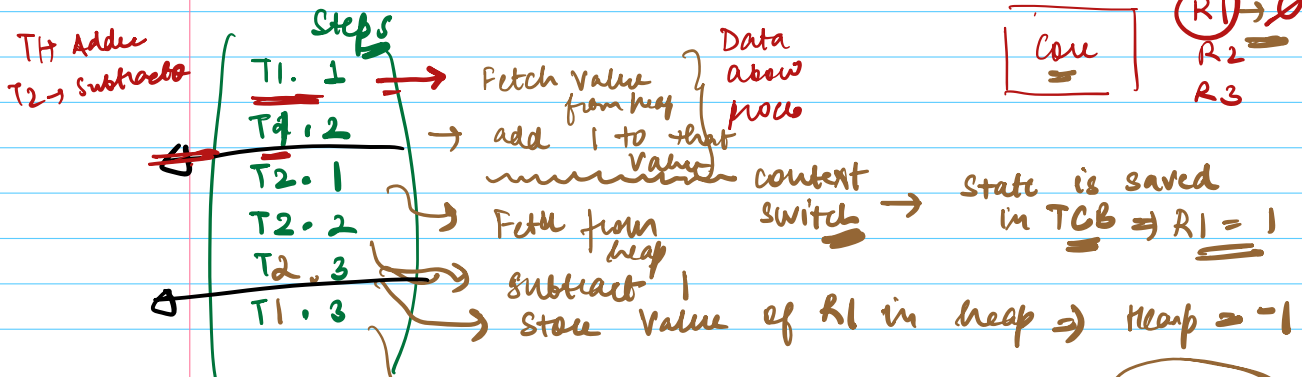 Steps
T1 → Adder
T2 → Subtractor
T1. 1 → Fetch value from heap
T1. 2 → add 1 to that value
Data
above
Core
R1 → 0
R2
R3
context switch → State is saved in TCB ⇒ R1 = 1
T2. 1 → Fetch from heap
T2. 2 → subtract 1
T2. 3 → store value of R1 in heap ⇒ Heap = -1
T1. 3